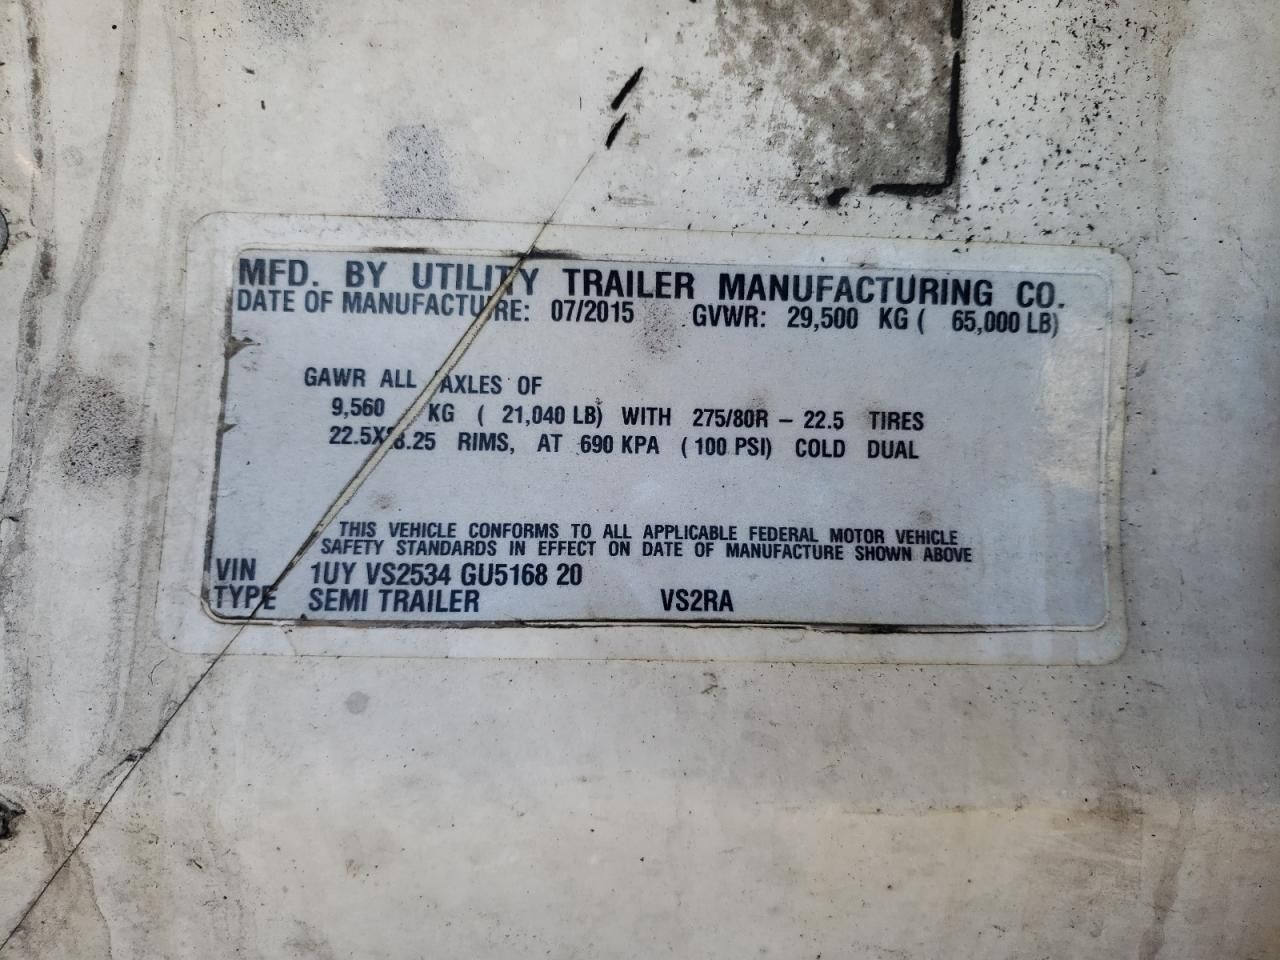 MFD. BY UTILITY TRAILER MANUFACTURING CO.
DATE OF MANUFACTURE: 07/2015 GVWR: 29,500 KG ( 65,000 LB)
GAWR ALL AXLES OF
9,560 KG ( 21,040 LB) WITH 275/80R - 22.5 TIRES
22.5X8.25 RIMS, AT 690 KPA (100 PSI) COLD DUAL
THIS VEHICLE CONFORMS TO ALL APPLICABLE FEDERAL MOTOR VEHICLE
SAFETY STANDARDS IN EFFECT ON DATE OF MANUFACTURE SHOWN ABOVE
VIN 1UY VS2534 GU5168 20
TYPE SEMI TRAILER VS2RA